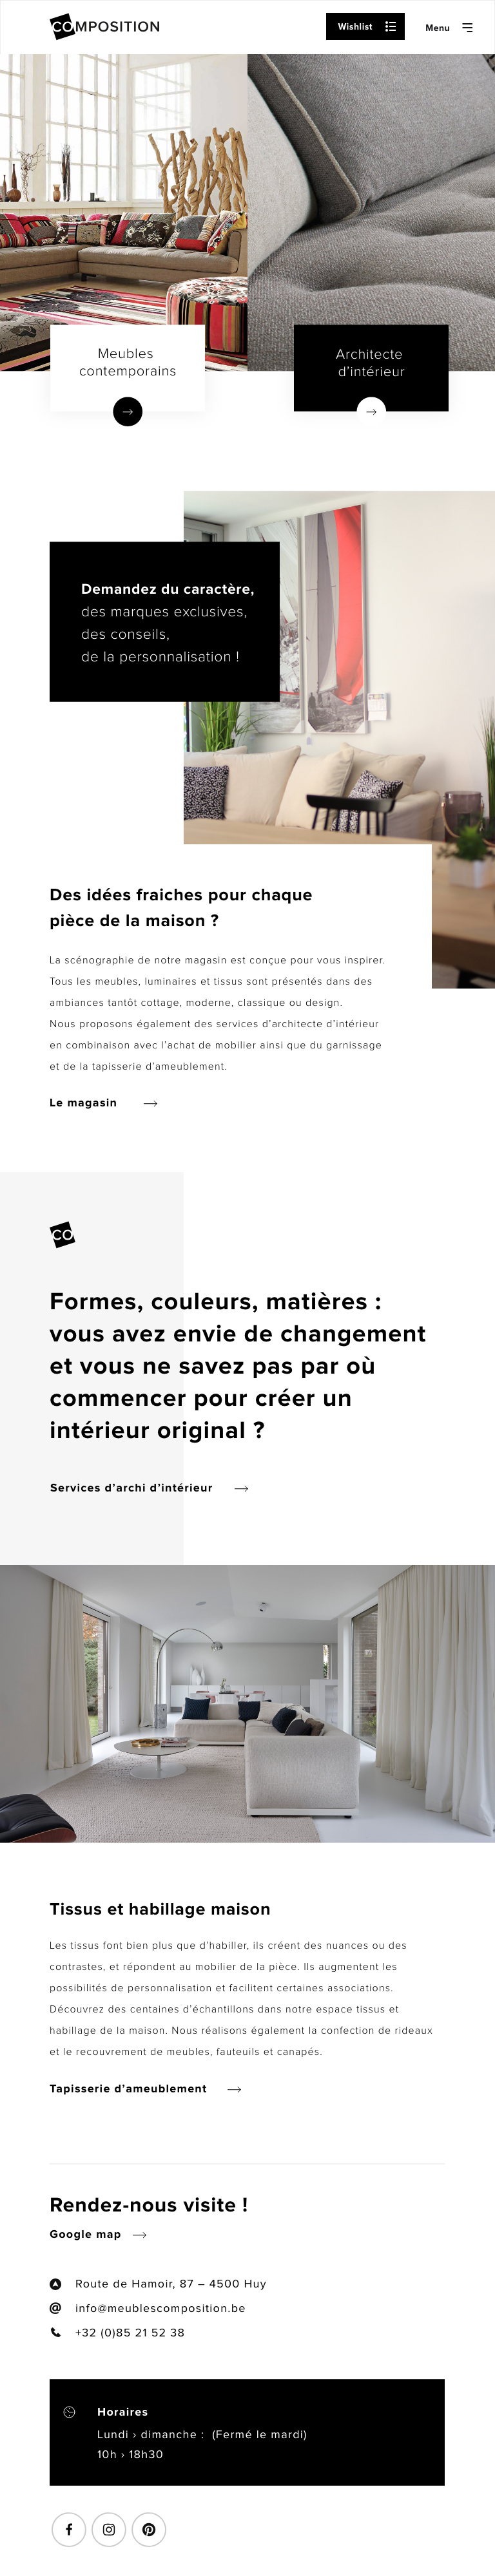 COMPOSITION
Wishlist
Menu
Meubles
contemporains
Architecte
d'intérieur
Demandez du caractère,
des marques exclusives,
des conseils,
de la personnalisation !
Des idées fraiches pour chaque
pièce de la maison ?
La scénographie de notre magasin est conçue pour vous inspirer.
Tous les meubles, luminaires et tissus sont présentés dans des
ambiances tantôt cottage, moderne, classique ou design.
Nous proposons également des services d'architecte d'intérieur
en combinaison avec l'achat de mobilier ainsi que du garnissage
et de la tapisserie d'ameublement.
Le magasin
CO
Formes, couleurs, matières :
vous avez envie de changement
et vous ne savez pas par où
commencer pour créer un
intérieur original ?
Services d'archi d'intérieur
Tissus et habillage maison
Les tissus font bien plus que d'habiller, ils créent des nuances ou des
contrastes, et répondent au mobilier de la pièce. Ils augmentent les
possibilités de personnalisation et facilitent certaines associations.
Découvrez des centaines d'échantillons dans notre espace tissus et
habillage de la maison. Nous réalisons également la confection de rideaux
et le recouvrement de meubles, fauteuils et canapés.
Tapisserie d'ameublement
Rendez-nous visite !
Google map
Route de Hamoir, 87 – 4500 Huy
info@meublescomposition.be
+32 (0)85 21 52 38
Horaires
Lundi › dimanche : (Fermé le mardi)
10h › 18h30